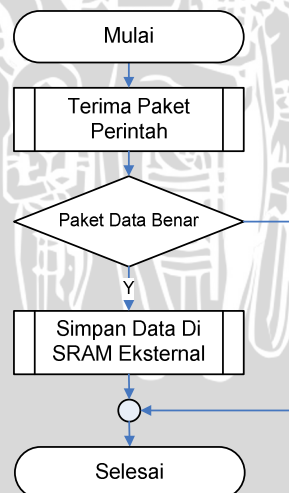 Mulai
Terima Paket
Perintah
Paket Data Benar
Y
Simpan Data Di
SRAM Eksternal
Selesai